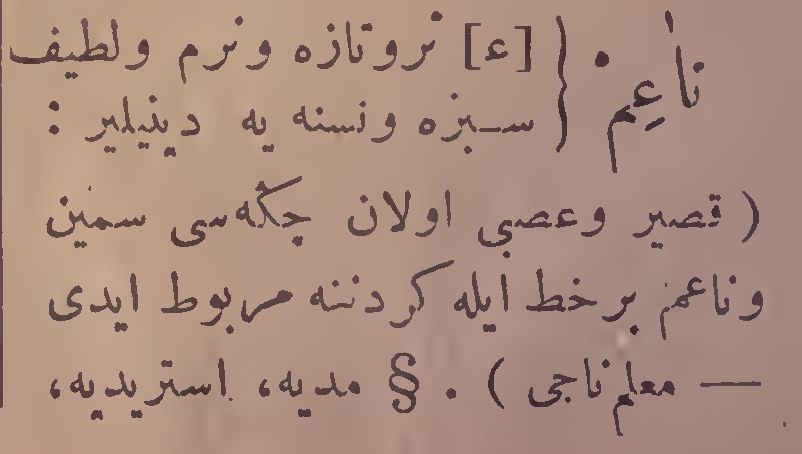 ناعِم { [ع] تروتازه ونرم ولطیف
سبزه ونسنه یه دینیلیر :
( قصیر وعصبی اولان چکه‌سی سمین
وناعم برخط ایله کردننه مربوط ایدی
— معلم ناجی ) . § مدیه، استریدیه،